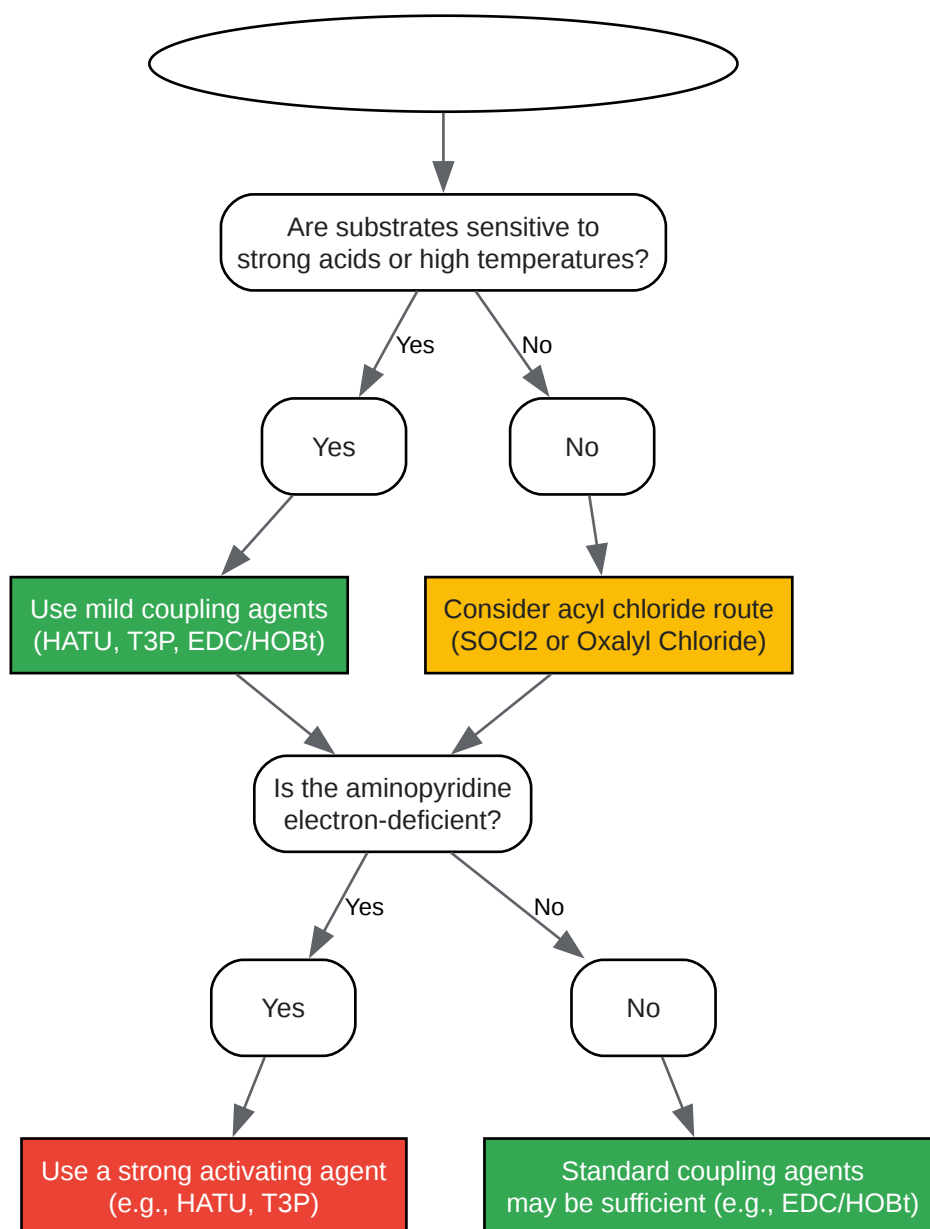 Are substrates sensitive to
strong acids or high temperatures?
Yes
No
Yes
No
Use mild coupling agents
(HATU, T3P, EDC/HOBt)
Consider acyl chloride route
(SOCl2 or Oxalyl Chloride)
Is the aminopyridine
electron-deficient?
Yes
No
Yes
No
Use a strong activating agent
(e.g., HATU, T3P)
Standard coupling agents
may be sufficient (e.g., EDC/HOBt)